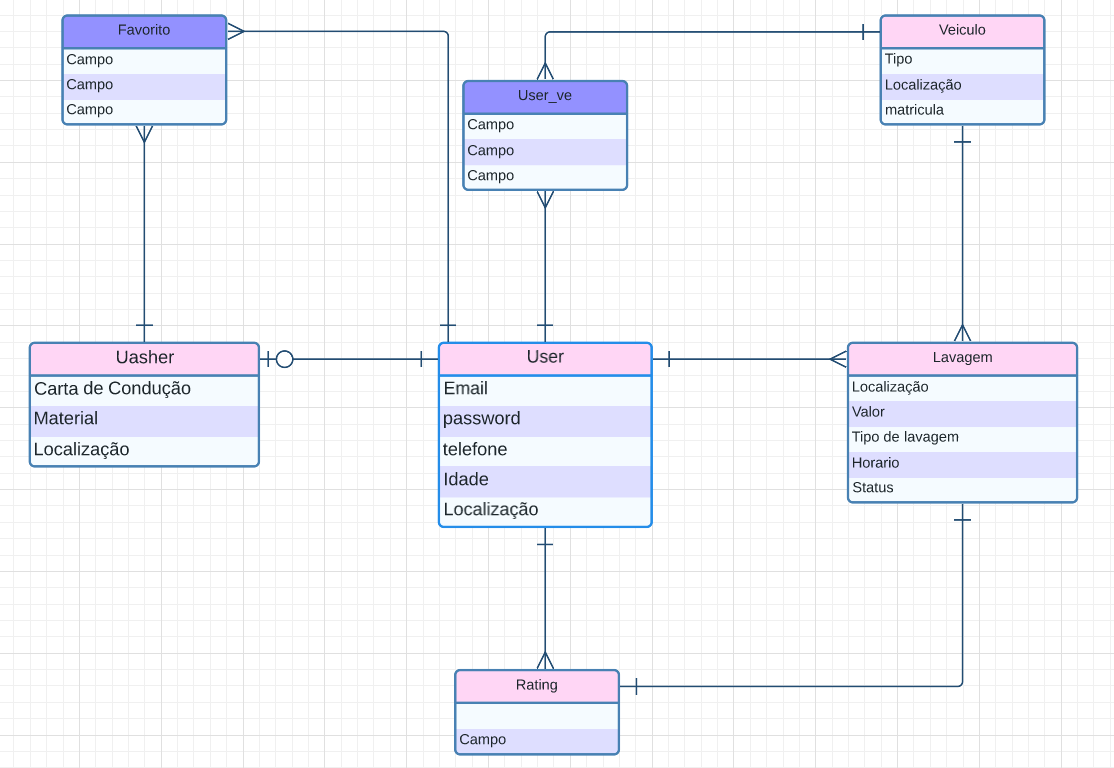 Favorito
Campo
Campo
Campo
User_ve
Campo
Campo
Campo
Veiculo
Tipo
Localização
matricula
Uasher
Carta de Condução
Material
Localização
User
Email
password
telefone
Idade
Localização
Lavagem
Localização
Valor
Tipo de lavagem
Horario
Status
Rating
Campo